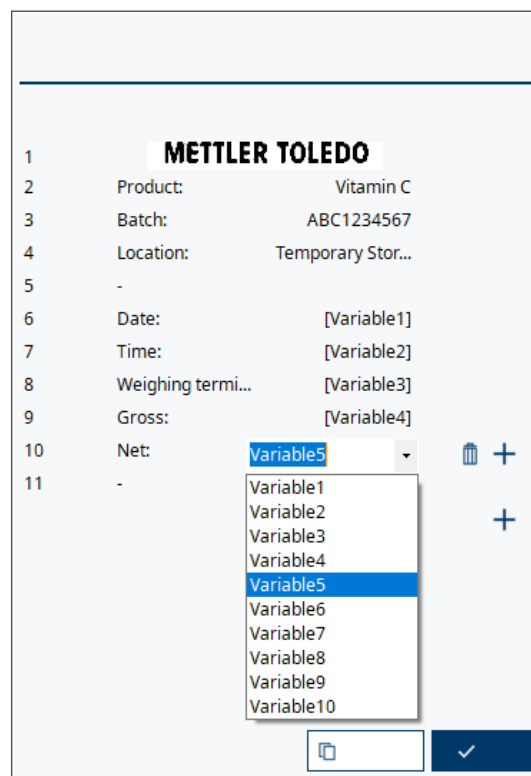 1 METTLER TOLEDO
2 Product: Vitamin C
3 Batch: ABC1234567
4 Location: Temporary Stor...
5 -
6 Date: [Variable1]
7 Time: [Variable2]
8 Weighing termi... [Variable3]
9 Gross: [Variable4]
10 Net: Variable5
11 -
Variable1
Variable2
Variable3
Variable4
Variable5
Variable6
Variable7
Variable8
Variable9
Variable10